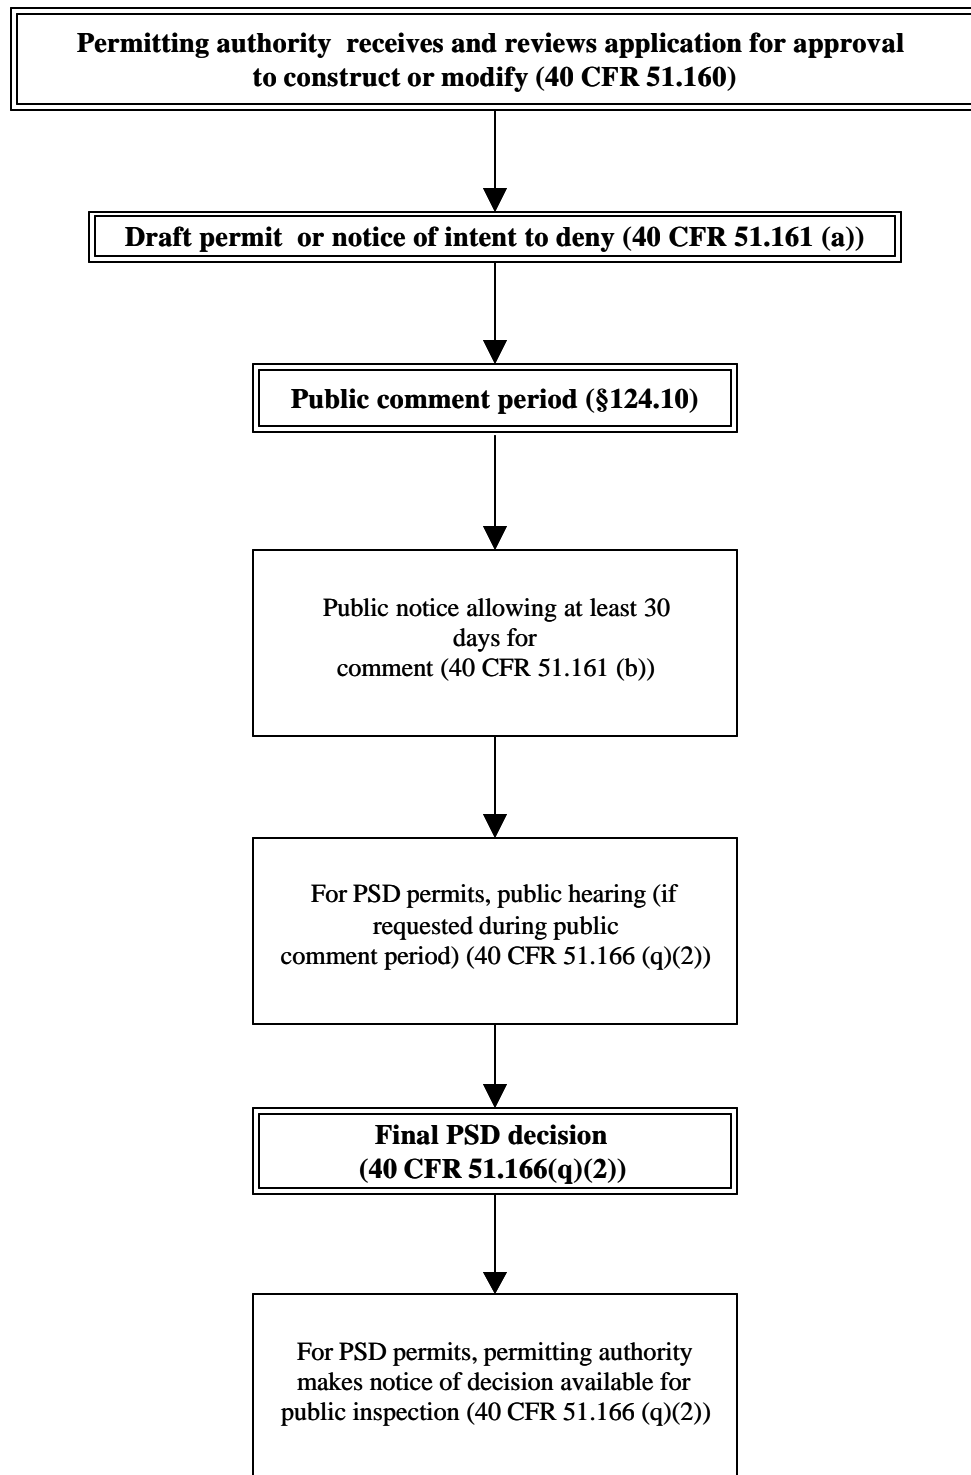 Permitting authority  receives and reviews application for approval
to construct or modify (40 CFR 51.160)
Draft permit  or notice of intent to deny (40 CFR 51.161 (a))
Public comment period (§124.10)
Public notice allowing at least 30
days for
comment (40 CFR 51.161 (b))
For PSD permits, public hearing (if
requested during public
comment period) (40 CFR 51.166 (q)(2))
Final PSD decision
(40 CFR 51.166(q)(2))
For PSD permits, permitting authority
makes notice of decision available for
public inspection (40 CFR 51.166 (q)(2))